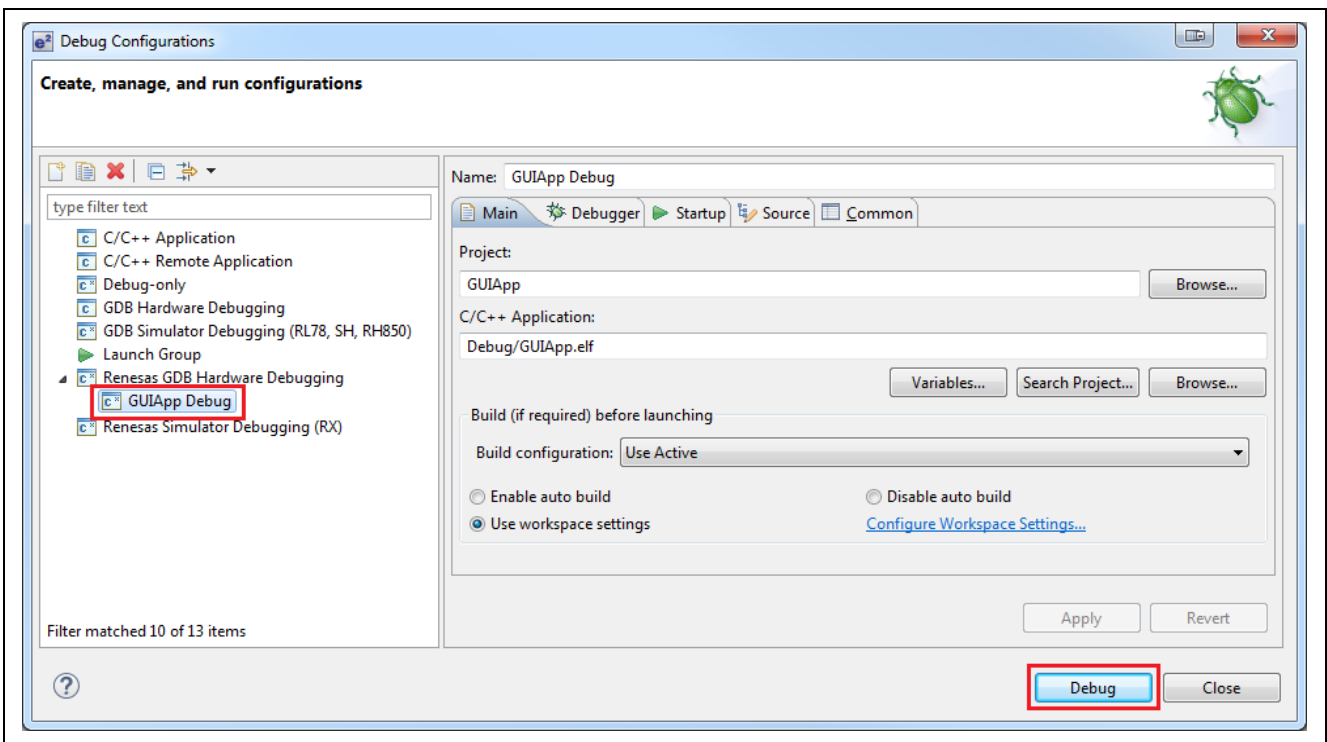 e² Debug Configurations
Create, manage, and run configurations
type filter text
C/C++ Application
C/C++ Remote Application
Debug-only
GDB Hardware Debugging
GDB Simulator Debugging (RL78, SH, RH850)
Launch Group
Renesas GDB Hardware Debugging
GUIApp Debug
Renesas Simulator Debugging (RX)
Filter matched 10 of 13 items
Name: GUIApp Debug
Main Debugger Startup Source Common
Project:
GUIApp Browse...
C/C++ Application:
Debug/GUIApp.elf
Variables... Search Project... Browse...
Build (if required) before launching
Build configuration: Use Active
Enable auto build Disable auto build
Use workspace settings Configure Workspace Settings...
Apply Revert
? Debug Close